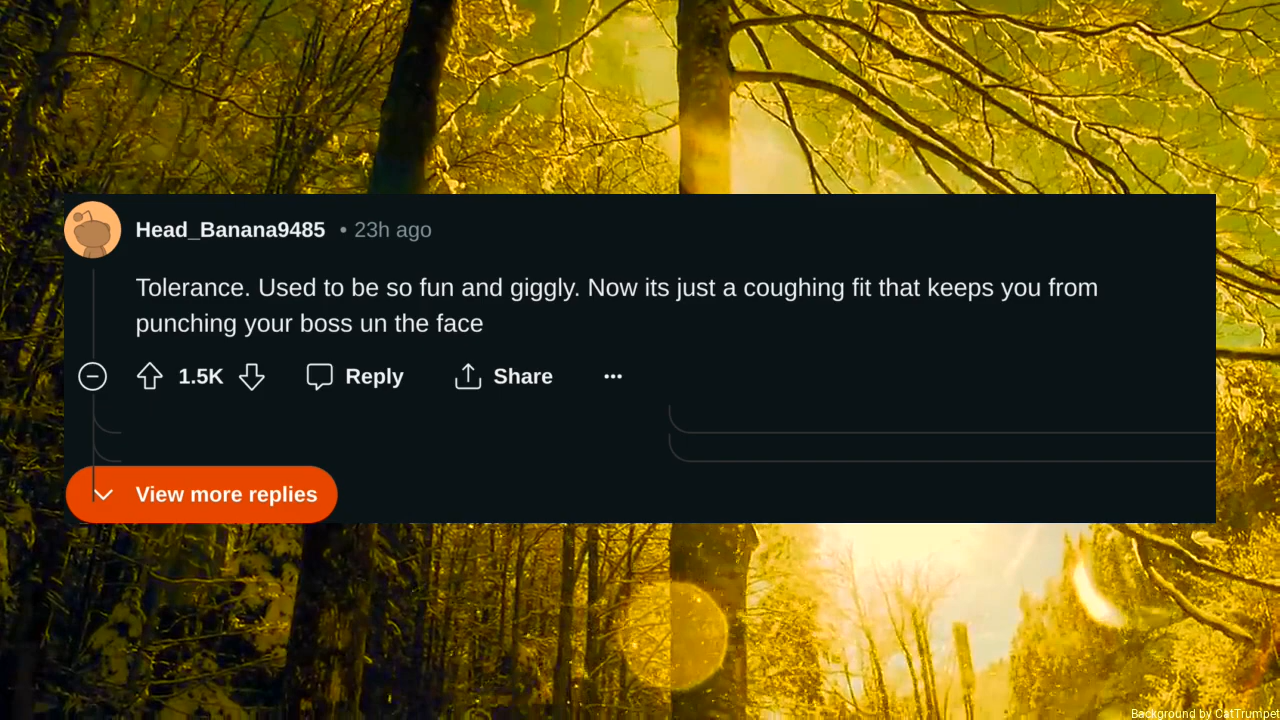 Head_Banana9485 • 23h ago
Tolerance. Used to be so fun and giggly. Now its just a coughing fit that keeps you from
punching your boss un the face
1.5K Reply Share •••
View more replies
Background by CatTrumpet